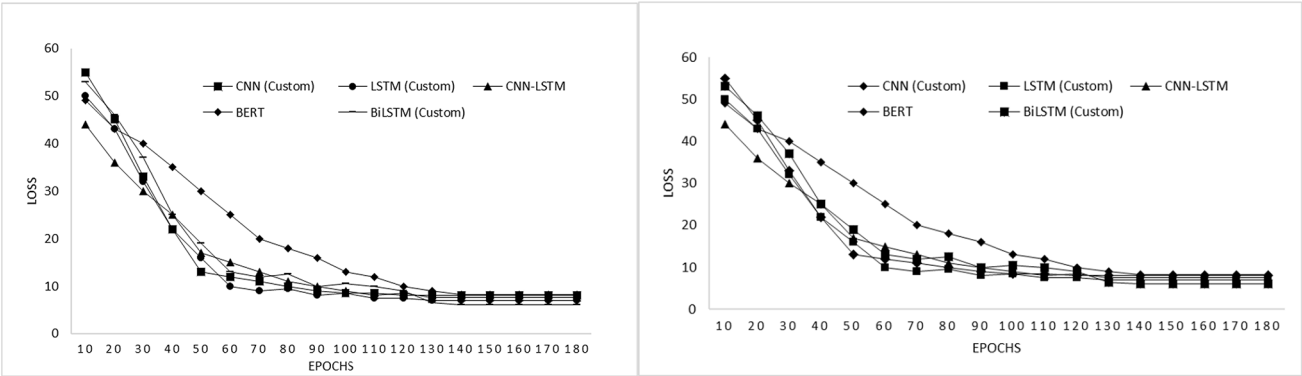 60
50
40
30
20
10
0
LOSS
CNN (Custom) LSTM (Custom) CNN-LSTM
BERT BiLSTM (Custom)
10 20 30 40 50 60 70 80 90 100 110 120 130 140 150 160 170 180
EPOCHS
60
50
40
30
20
10
0
LOSS
CNN (Custom) LSTM (Custom) CNN-LSTM
BERT BiLSTM (Custom)
10 20 30 40 50 60 70 80 90 100 110 120 130 140 150 160 170 180
EPOCHS